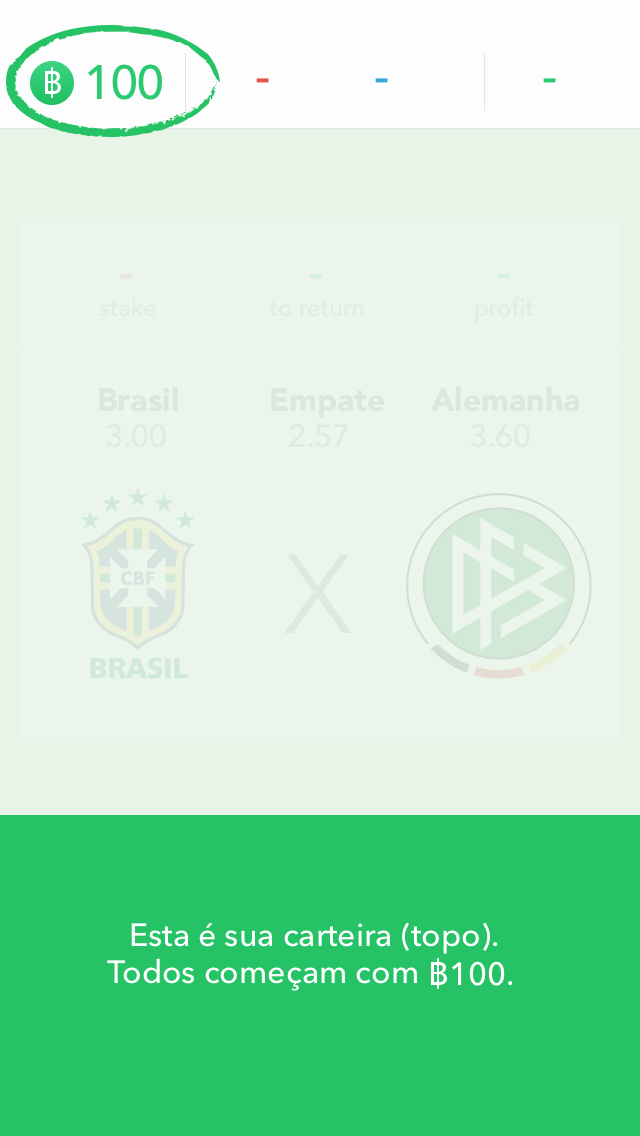 ฿ 100 - - -
- - -
stake to return profit
Brasil Empate Alemanha
3.00 2.57 3.60
CBF
X
BRASIL
Esta é sua carteira (topo).
Todos começam com ฿100.